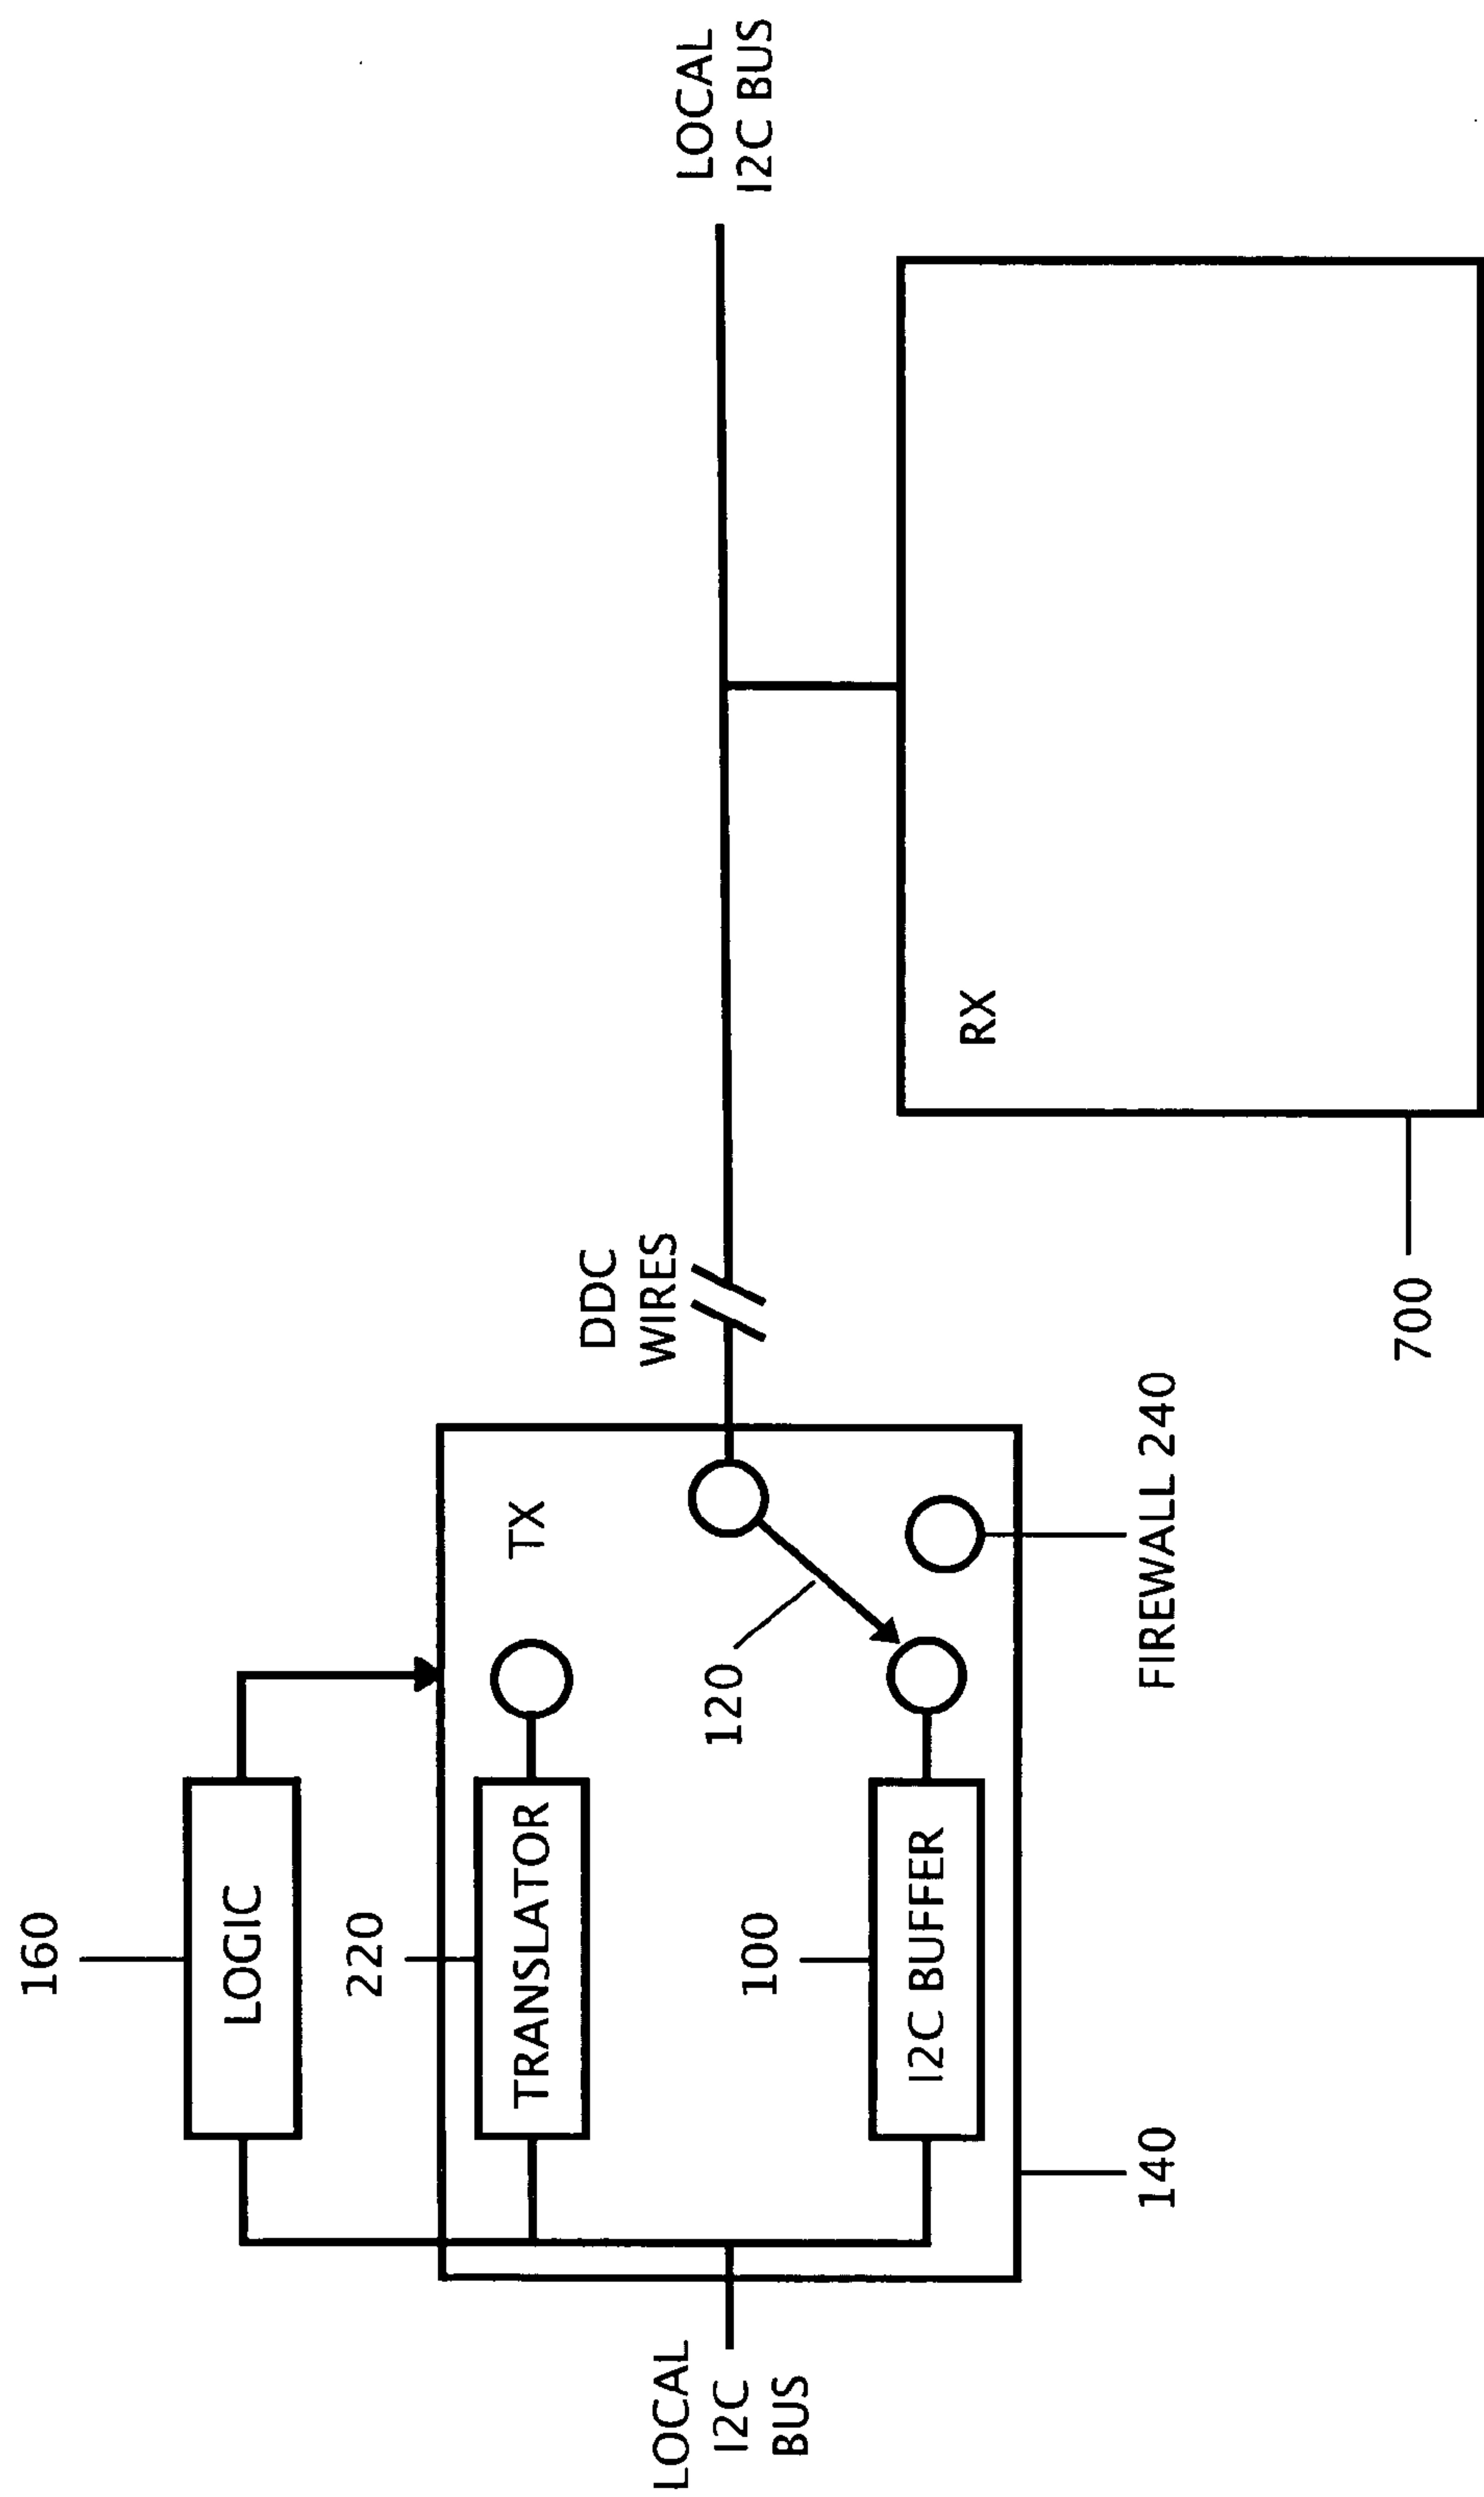 160
LOGIC
220
TRANSLATOR
TX
DDC
WIRES
LOCAL
I2C BUS
LOCAL
I2C
BUS
120
100
I2C BUFFER
RX
140
FIREWALL 240
700